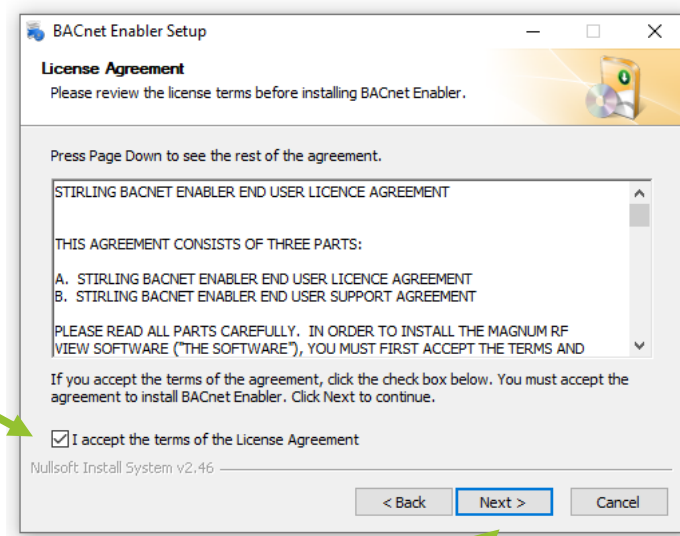 BACnet Enabler Setup
License Agreement
Please review the license terms before installing BACnet Enabler.
Press Page Down to see the rest of the agreement.
STIRLING BACNET ENABLER END USER LICENCE AGREEMENT
THIS AGREEMENT CONSISTS OF THREE PARTS:
A. STIRLING BACNET ENABLER END USER LICENCE AGREEMENT
B. STIRLING BACNET ENABLER END USER SUPPORT AGREEMENT
PLEASE READ ALL PARTS CAREFULLY. IN ORDER TO INSTALL THE MAGNUM RF
VIEW SOFTWARE ("THE SOFTWARE"), YOU MUST FIRST ACCEPT THE TERMS AND
If you accept the terms of the agreement, click the check box below. You must accept the
agreement to install BACnet Enabler. Click Next to continue.
I accept the terms of the License Agreement
Nullsoft Install System v2.46
< Back Next > Cancel